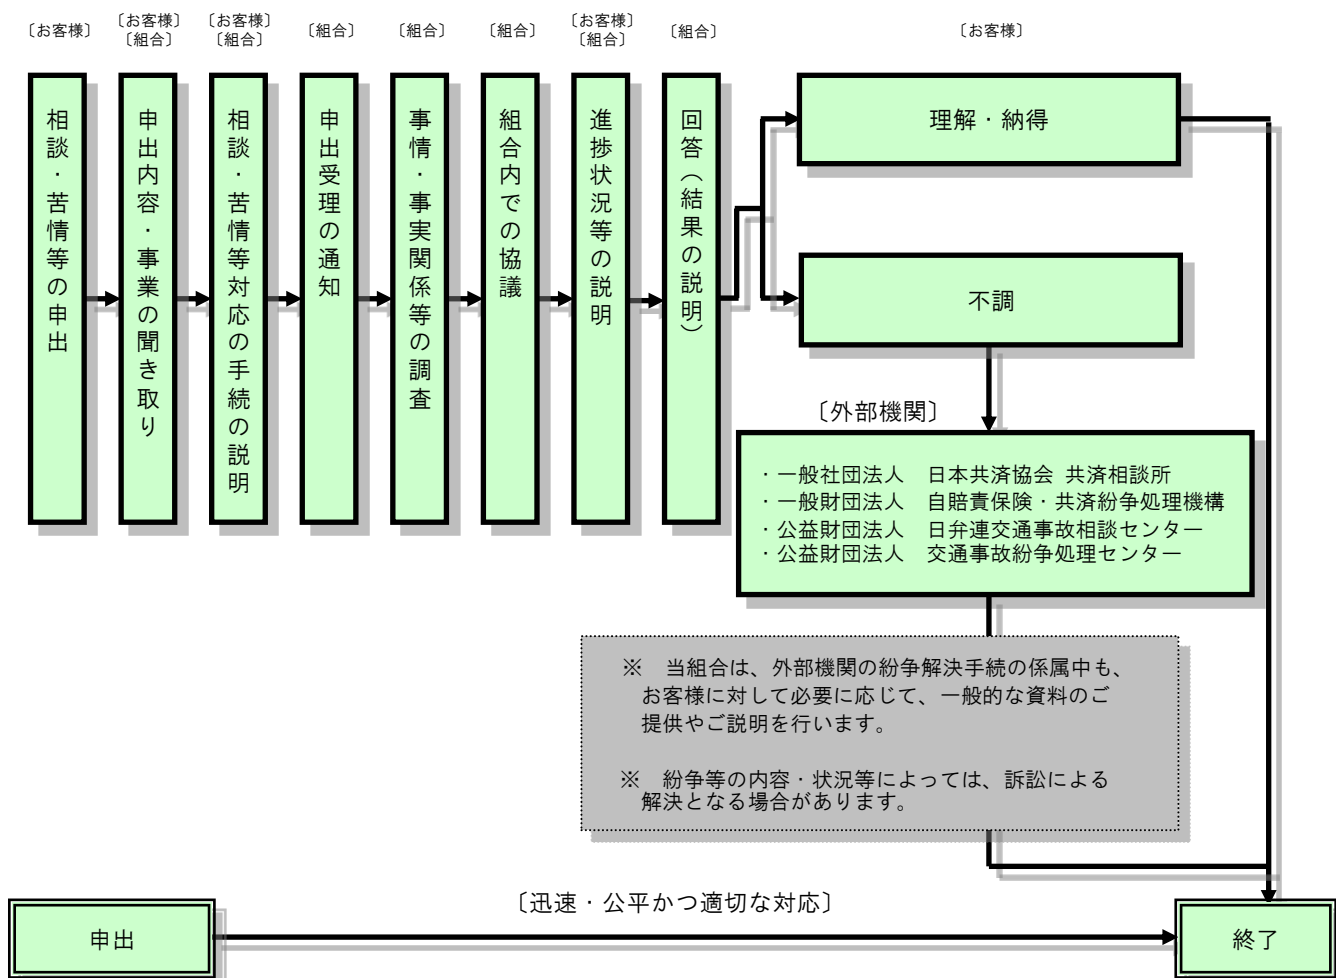 〔お客様〕
〔お客様〕
〔組合〕
〔お客様〕
〔組合〕
〔組合〕
〔組合〕
〔組合〕
〔お客様〕
〔組合〕
〔組合〕
〔お客様〕
相談・苦情等の申出
申出内容・事業の聞き取り
相談・苦情等対応の手続の説明
申出受理の通知
事情・事実関係等の調査
組合内での協議
進捗状況等の説明
回答（結果の説明）
理解・納得
不調
〔外部機関〕
・一般社団法人　日本共済協会 共済相談所
・一般財団法人　自賠責保険・共済紛争処理機構
・公益財団法人　日弁連交通事故相談センター
・公益財団法人　交通事故紛争処理センター
※　当組合は、外部機関の紛争解決手続の係属中も、
お客様に対して必要に応じて、一般的な資料のご
提供やご説明を行います。
※　紛争等の内容・状況等によっては、訴訟による
解決となる場合があります。
〔迅速・公平かつ適切な対応〕
申出
終了